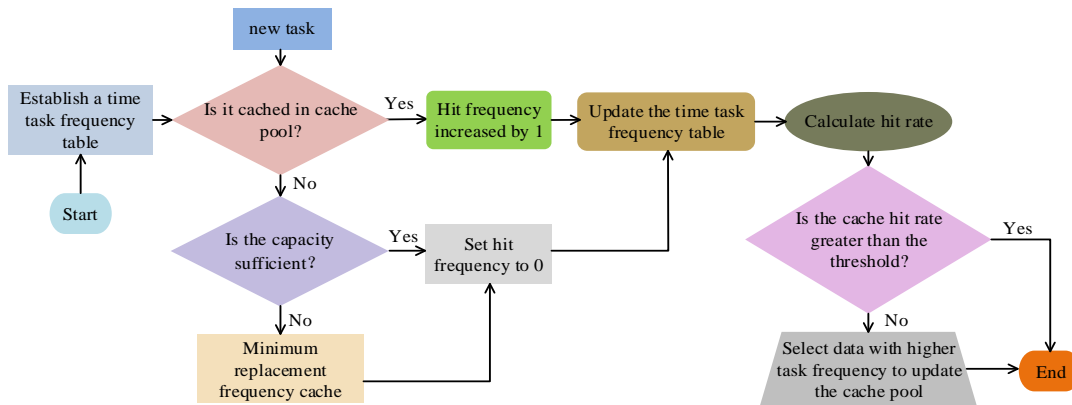 new task
Establish a time
task frequency
table
Start
Is it cached in cache
pool?
Yes
Hit frequency
increased by 1
Update the time task
frequency table
Calculate hit rate
No
Is the capacity
sufficient?
Yes
Set hit
frequency to 0
No
Minimum
replacement
frequency cache
Is the cache hit rate
greater than the
threshold?
Yes
No
Select data with higher
task frequency to update
the cache pool
End